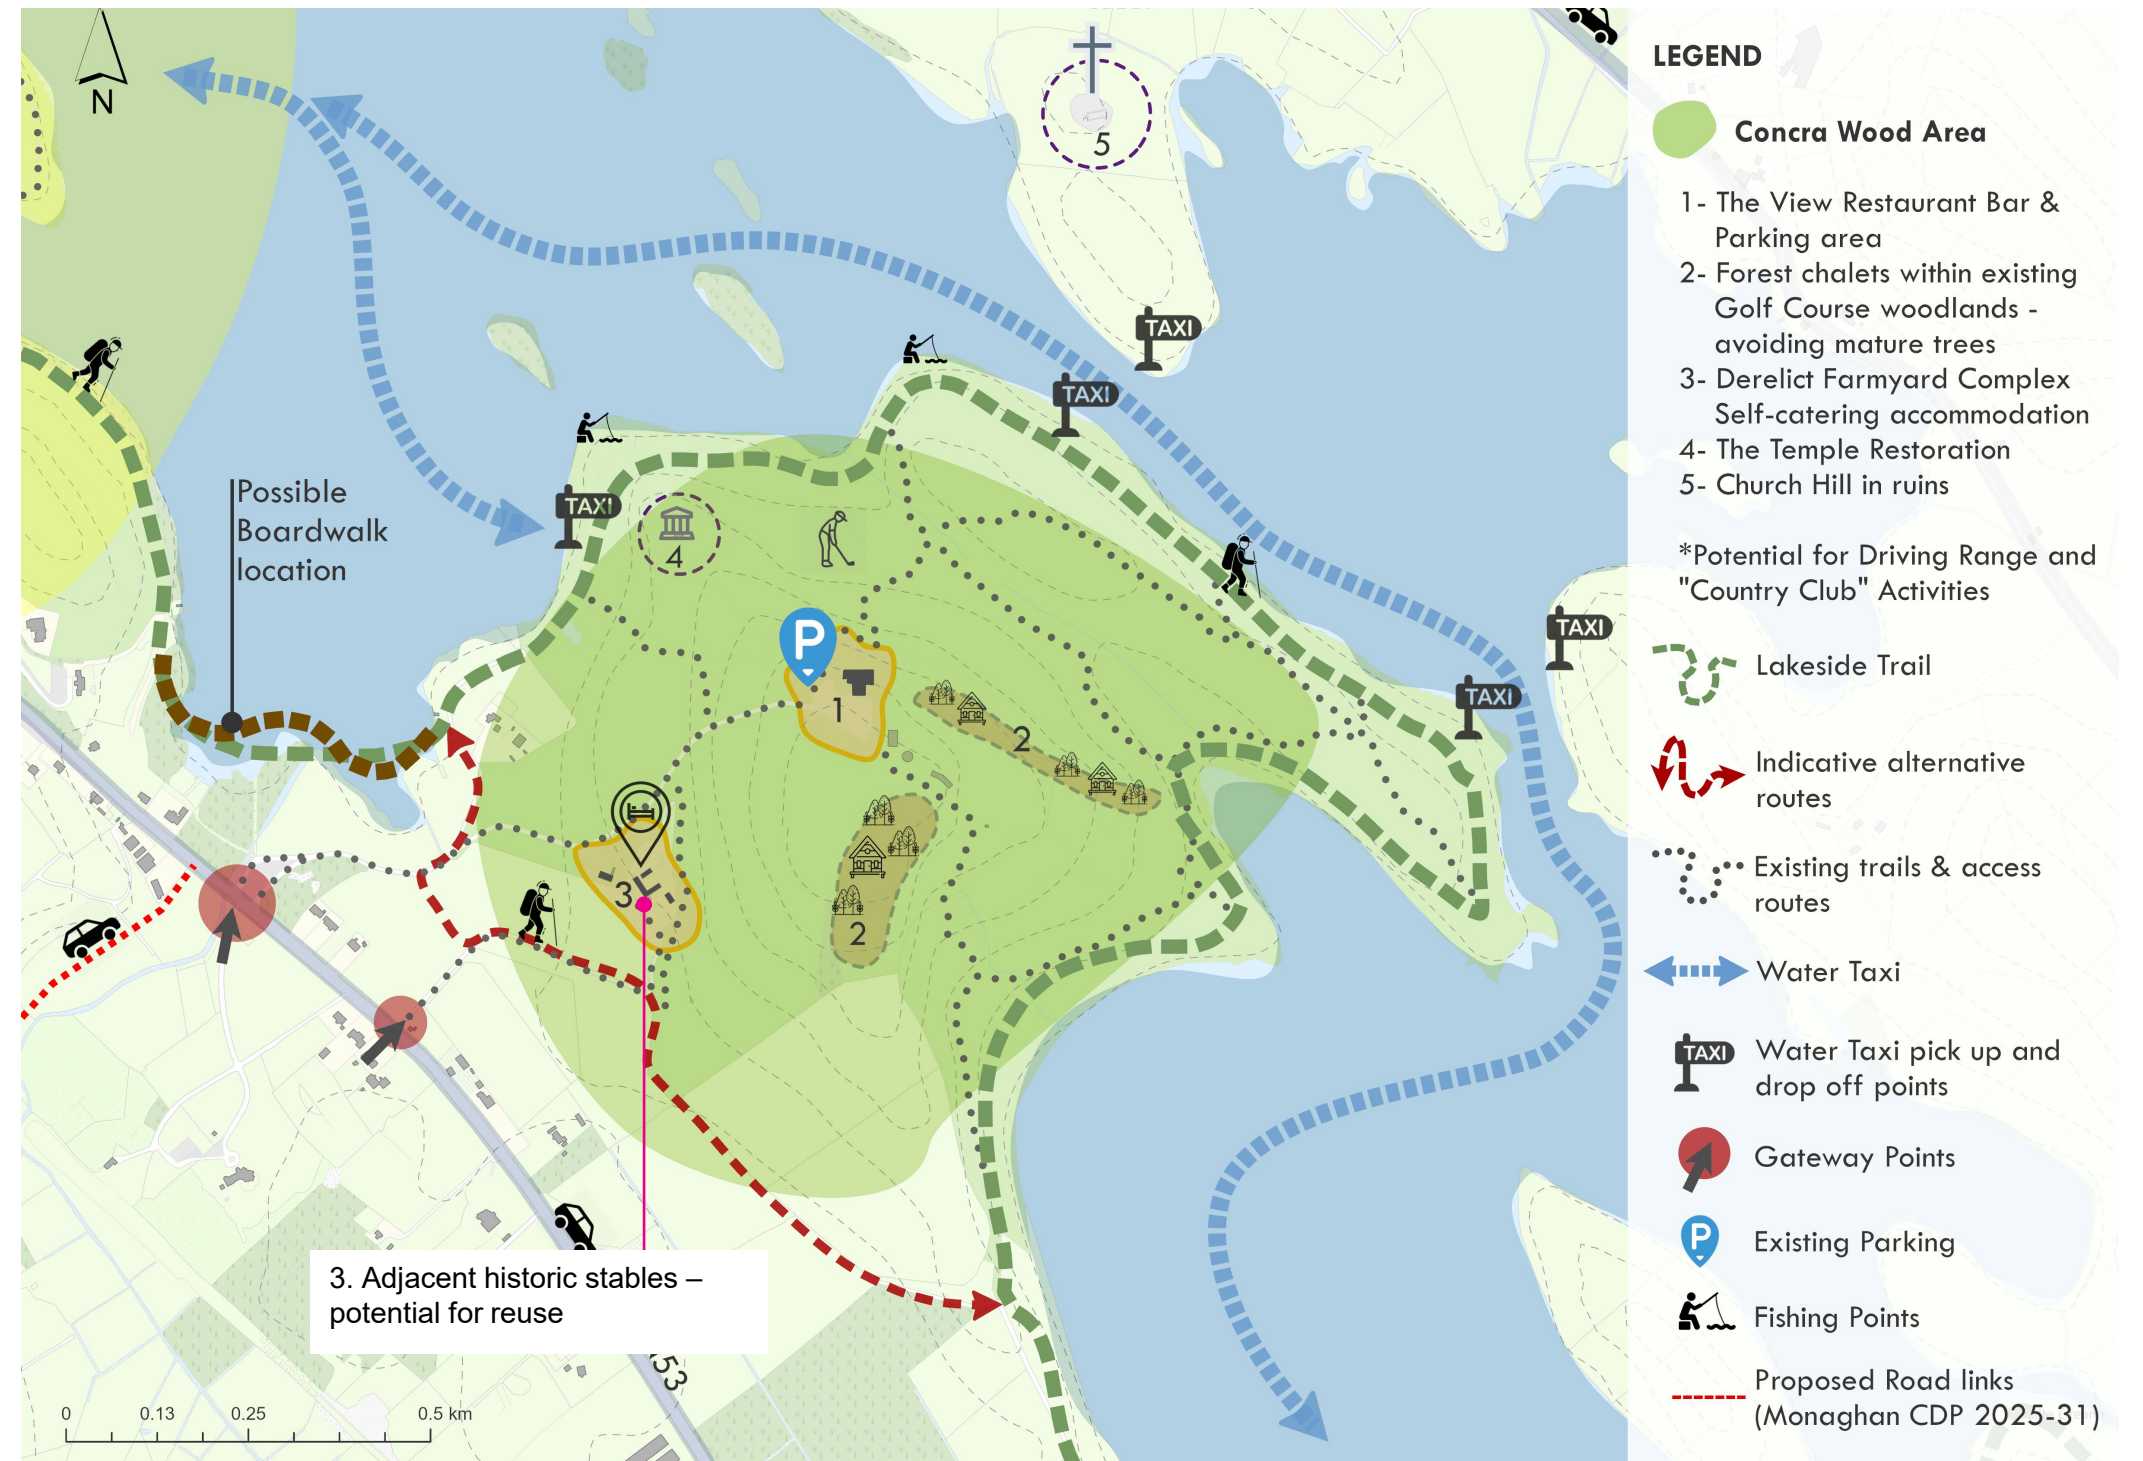 N
5
TAXI
TAXI
Possible
Boardwalk
location
TAXI
4
P
TAXI
TAXI
1
2
3
2
3. Adjacent historic stables –
potential for reuse
53
0 0.13 0.25 0.5 km
LEGEND
Concra Wood Area
1- The View Restaurant Bar &
Parking area
2- Forest chalets within existing
Golf Course woodlands -
avoiding mature trees
3- Derelict Farmyard Complex
Self-catering accommodation
4- The Temple Restoration
5- Church Hill in ruins
*Potential for Driving Range and
"Country Club" Activities
Lakeside Trail
Indicative alternative
routes
Existing trails & access
routes
Water Taxi
TAXI
Water Taxi pick up and
drop off points
Gateway Points
P
Existing Parking
Fishing Points
Proposed Road links
(Monaghan CDP 2025-31)